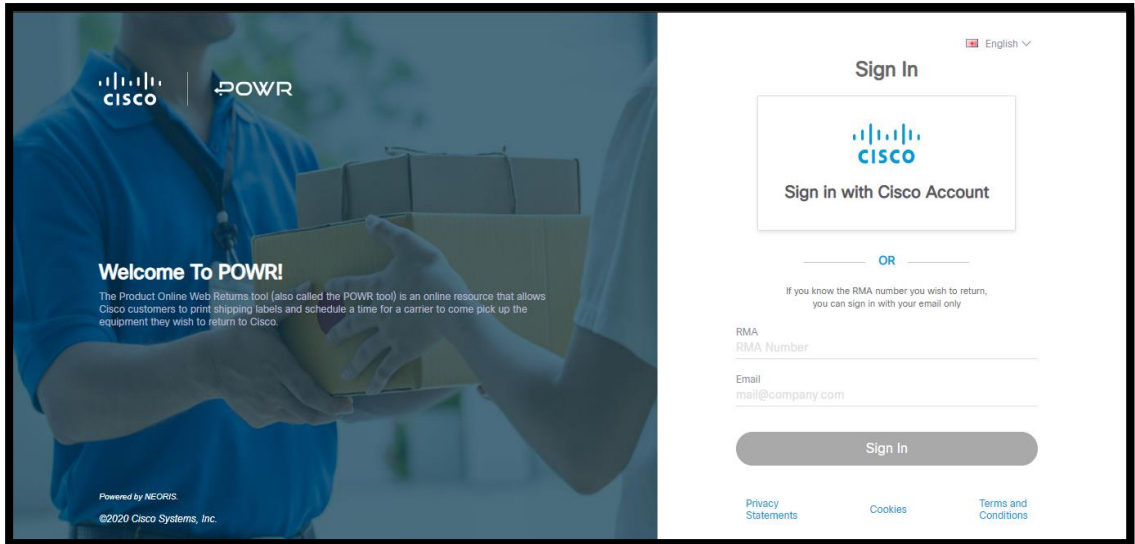 CISCO
POWR
Welcome To POWR!
The Product Online Web Returns tool (also called the POWR tool) is an online resource that allows
Cisco customers to print shipping labels and schedule a time for a carrier to come pick up the
equipment they wish to return to Cisco.
Powered by NEORIS.
©2020 Cisco Systems, Inc.
English
Sign In
CISCO
Sign in with Cisco Account
OR
If you know the RMA number you wish to return,
you can sign in with your email only
RMA
RMA Number
Email
mail@company.com
Sign In
Privacy
Statements
Cookies
Terms and
Conditions